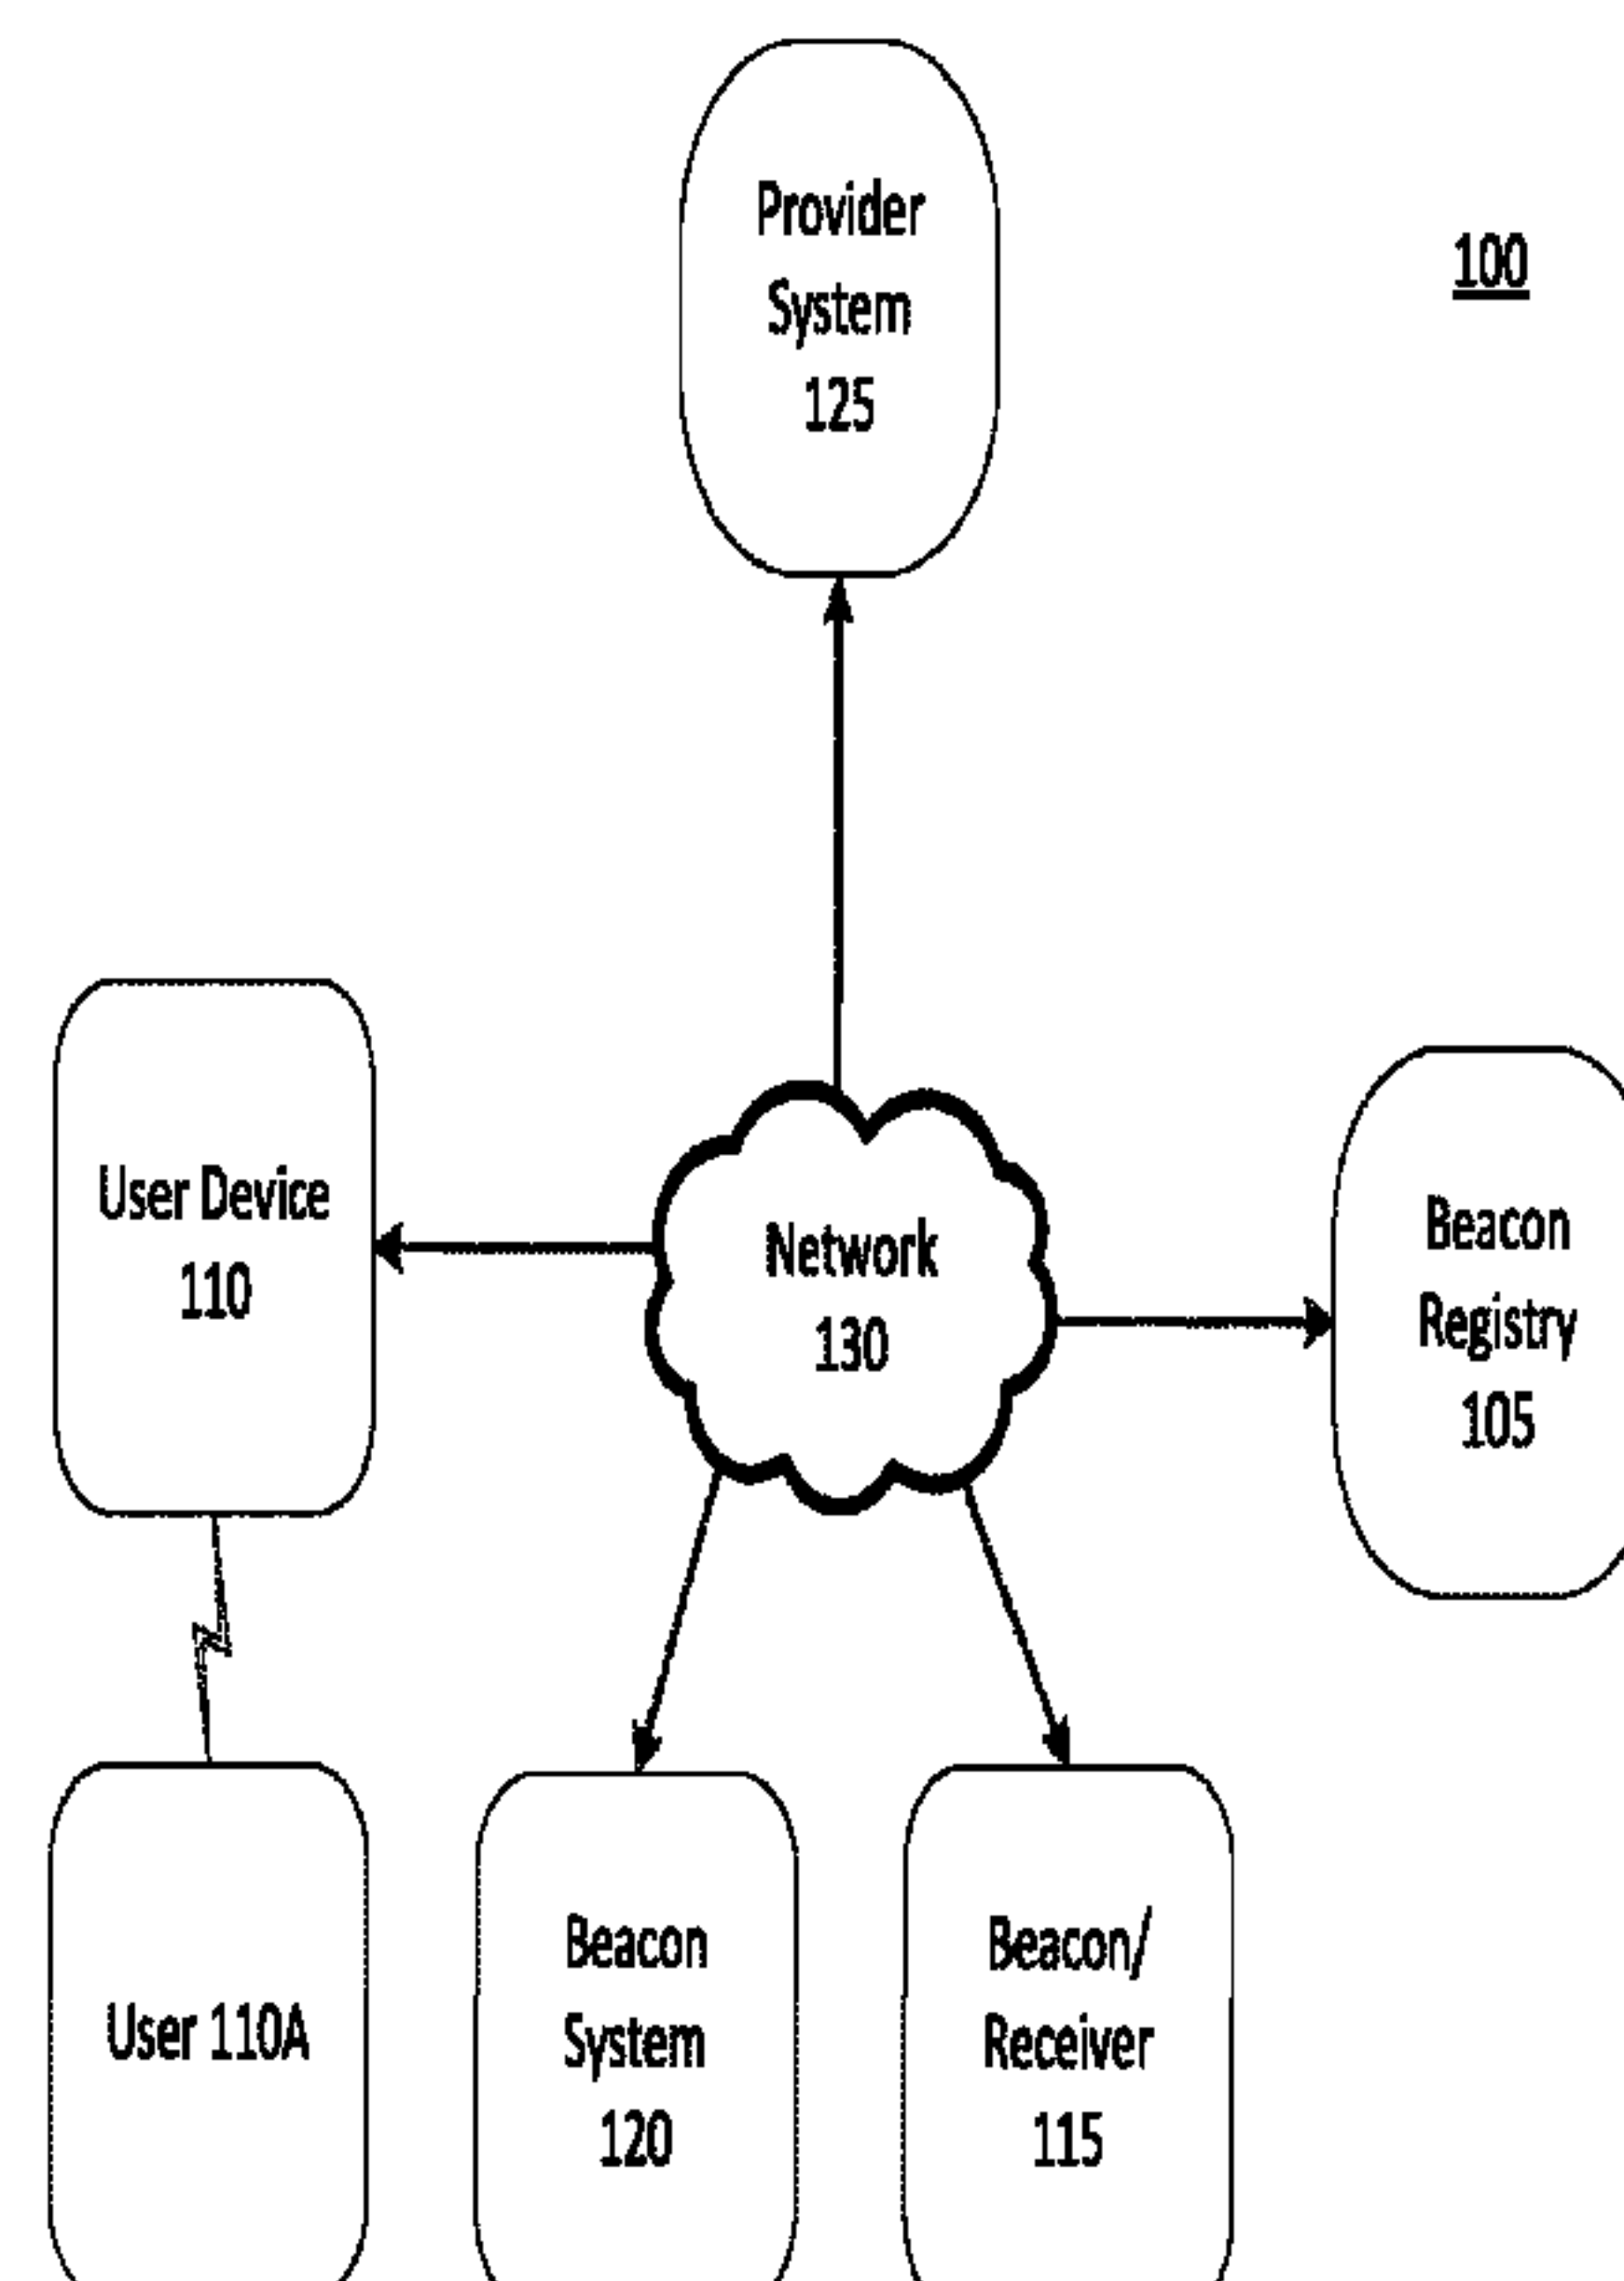 Provider
System
125
100
User Device
110
Network
130
Beacon
Registry
105
User 110A
Beacon
System
120
Beacon/
Receiver
115